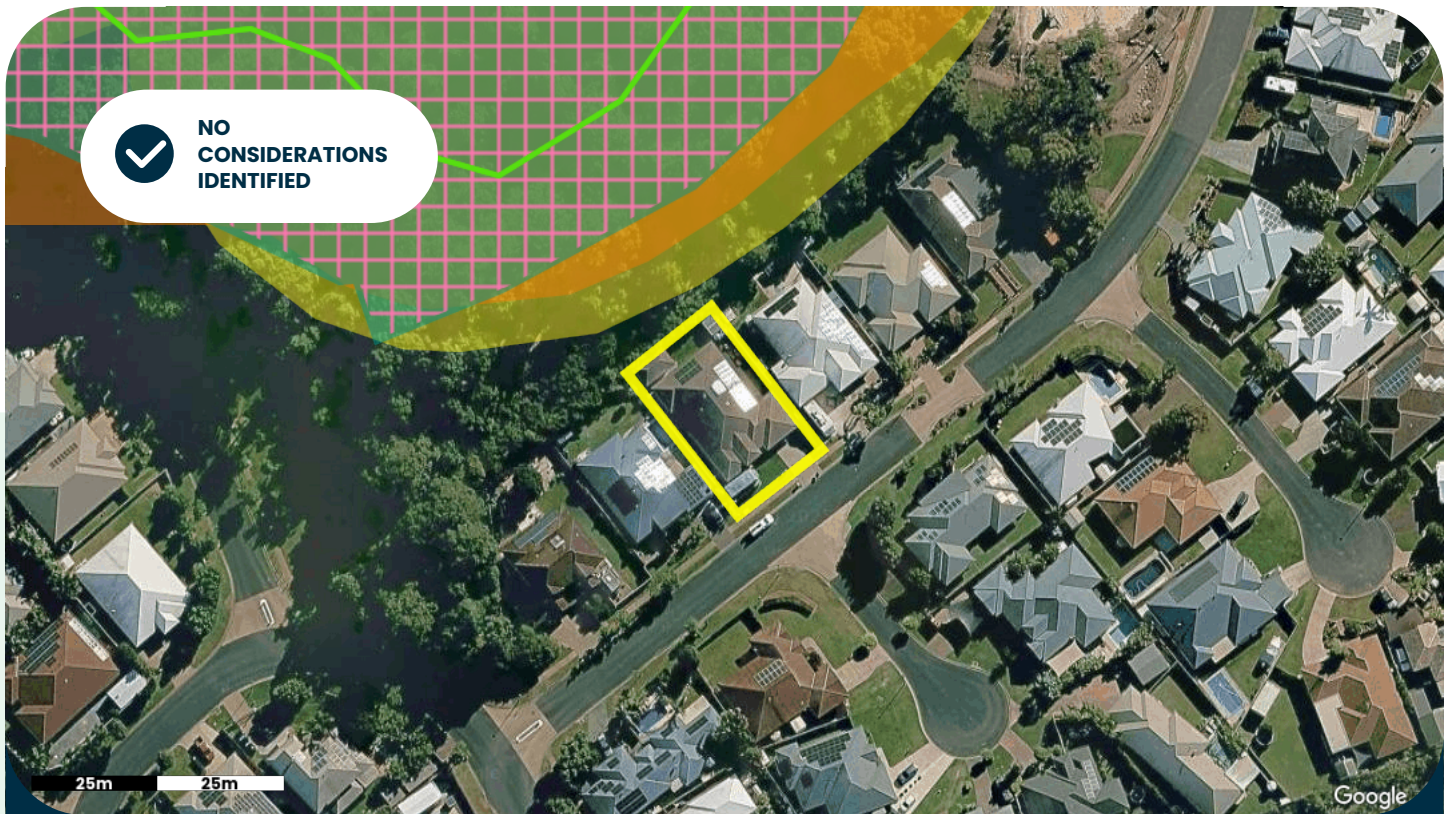 NO
CONSIDERATIONS
IDENTIFIED
25m 25m
Google